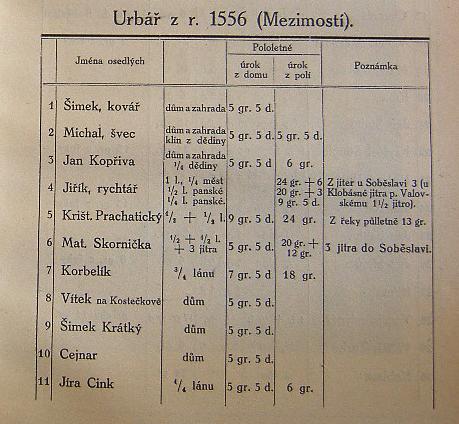 Urbář z r. 1556 (Mezimostí).
Jména osedlých
Pololetně
úrok z domu
úrok z polí
Poznámka
1 Šimek, kovář dům a zahrada 5 gr. 5 d.
2 Michal, švec dům a zahrada klín z dědiny 5 gr. 5 d. 5 gr. 5 d.
3 Jan Kopřiva dům a zahrada 1/4 dědiny 5 gr. 5 d 6 gr.
4 Jiřík, rychtář 1 l., 1/4 měst 24 gr. + 6 Z jiter u Soběslavi 3 (u
1/2 l. panské 20 gr. + 3 Klobásné jitra p. Valov-
1/4 l. panské. 9 gr. 5 d. skému 1 1/2 jitro).
5 Křišt. Prachatický 1/2 + 1/2 l. 9 gr. 5 d. 24 gr. Z řeky půlletně 13 gr.
6 Mat. Skornička 1/2 + 1/2 l. + 3 jitra 5 gr. 5 d. 20 gr. + 12 gr. 3 jitra do Soběslavi.
7 Korbelík 3/4 lánu 7 gr. 5 d 18 gr.
8 Vítek na Kostečkově dům 5 gr. 5 d.
9 Šimek Krátký dům 5 gr. 5 d.
10 Cejnar dům 5 gr. 5 d.
11 Jíra Cink 1/4 lánu 5 gr. 5 d. 6 gr.